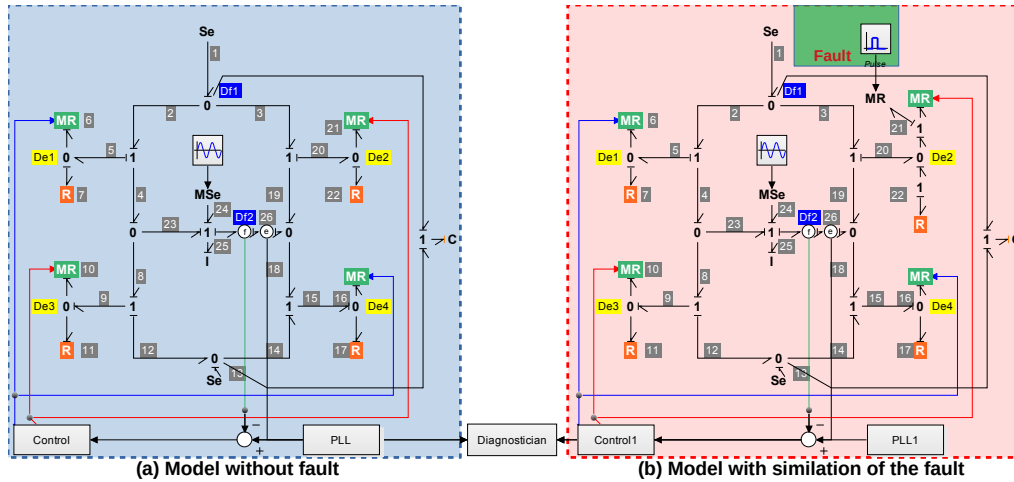 Se
1
Df1
0
2
3
MR
6
21
MR
5
20
De1
0
1
1
0
De2
R
7
4
MSe
19
22
R
24
Df2
26
23
0
1
f
e
0
1
C
25
I
MR
10
8
18
MR
9
15
16
De3
0
1
1
0
De4
R
11
12
0
14
17
R
13
Se
−
+
Control
PLL
Diagnostician
(a) Model without fault
Se
1
Fault
Pulse
Df1
0
MR
MR
2
3
MR
6
21
1
5
20
De1
0
1
1
0
De2
R
7
4
MSe
19
22
1
R
24
Df2
26
23
0
1
f
e
0
1
C
25
I
MR
10
8
18
MR
9
15
16
De3
0
1
1
0
De4
R
11
12
0
14
17
R
13
Se
−
+
Control1
PLL1
(b) Model with similation of the fault